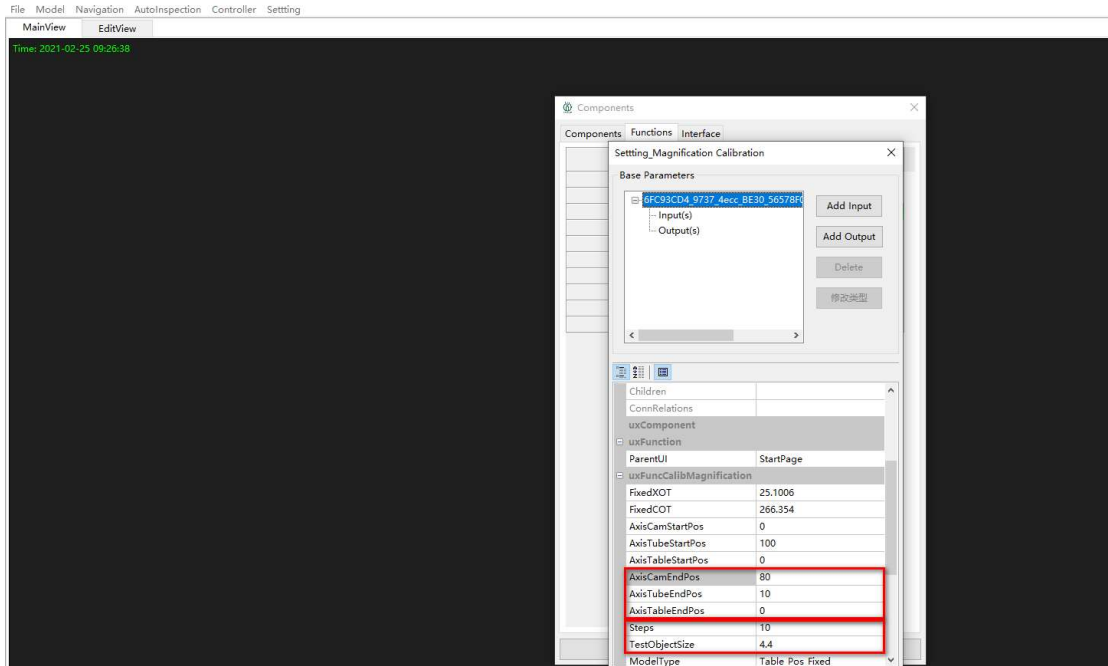 File Model Navigation AutoInspection Controller Settting
MainView EditView
Time: 2021-02-25 09:26:38
Components
Components Functions Interface
Settting_Magnification Calibration
Base Parameters
6FC93CD4_9737_4ecc_BE30_56578F
Input(s)
Output(s)
Add Input
Add Output
Delete
修改类型
Children
ConnRelations
uxComponent
uxFunction
ParentUI StartPage
uxFuncCalibMagnification
FixedXOT 25.1006
FixedCOT 266.354
AxisCamStartPos 0
AxisTubeStartPos 100
AxisTableStartPos 0
AxisCamEndPos 80
AxisTubeEndPos 10
AxisTableEndPos 0
Steps 10
TestObjectSize 4.4
ModelType Table Pos Fixed